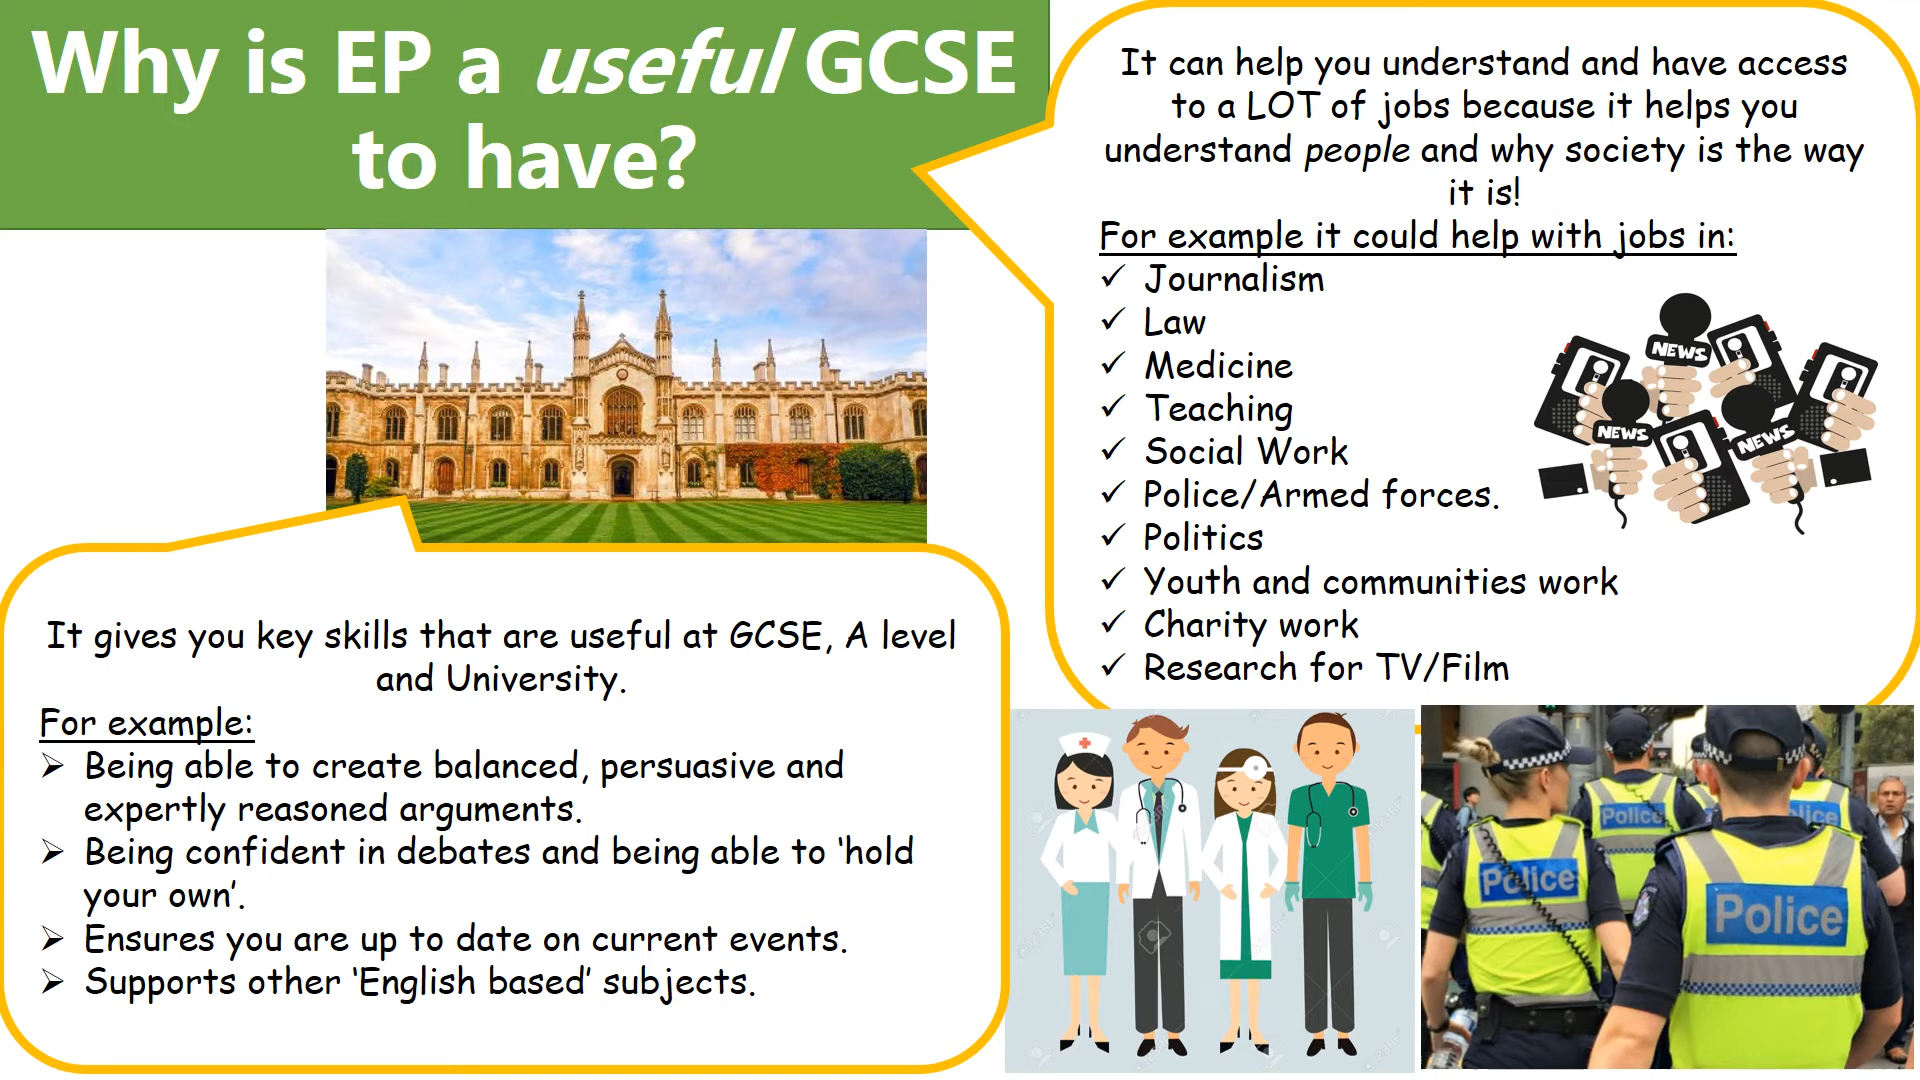 Why is EP a useful GCSE
to have?
It can help you understand and have access
to a LOT of jobs because it helps you
understand people and why society is the way
it is!
For example it could help with jobs in:
✓ Journalism
✓ Law
✓ Medicine
✓ Teaching
✓ Social Work
✓ Police/Armed forces.
✓ Politics
✓ Youth and communities work
✓ Charity work
✓ Research for TV/Film
NEWS
NEWS
NEWS
It gives you key skills that are useful at GCSE, A level
and University.
For example:
➢ Being able to create balanced, persuasive and
expertly reasoned arguments.
➢ Being confident in debates and being able to ‘hold
your own’.
➢ Ensures you are up to date on current events.
➢ Supports other ‘English based’ subjects.
Police
Police
Police
Police